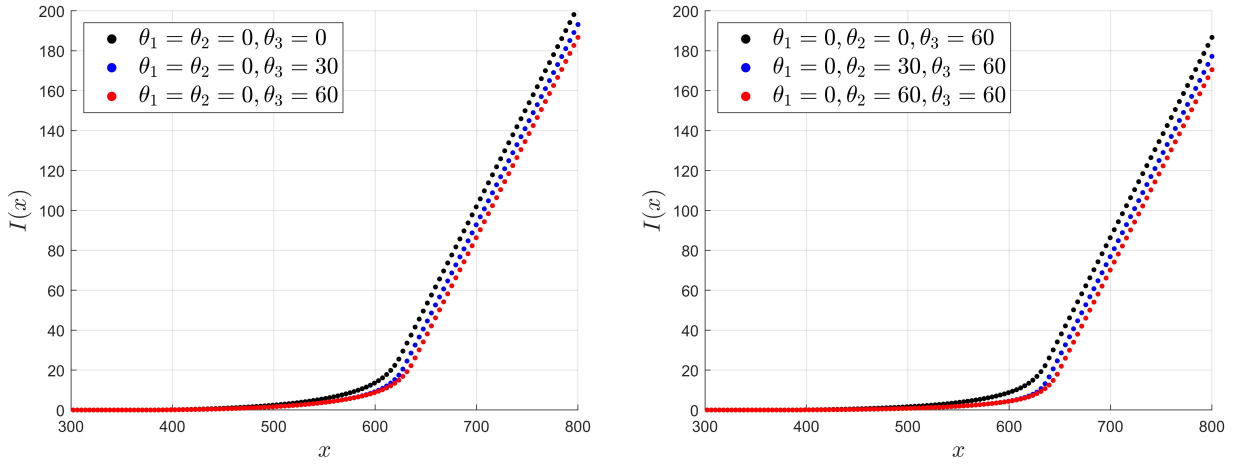 200
180
160
140
120
100
80
60
40
20
0
I(x)
θ₁ = θ₂ = 0, θ₃ = 0
θ₁ = θ₂ = 0, θ₃ = 30
θ₁ = θ₂ = 0, θ₃ = 60
300 400 500 600 700 800
x
200
180
160
140
120
100
80
60
40
20
0
I(x)
θ₁ = 0, θ₂ = 0, θ₃ = 60
θ₁ = 0, θ₂ = 30, θ₃ = 60
θ₁ = 0, θ₂ = 60, θ₃ = 60
300 400 500 600 700 800
x